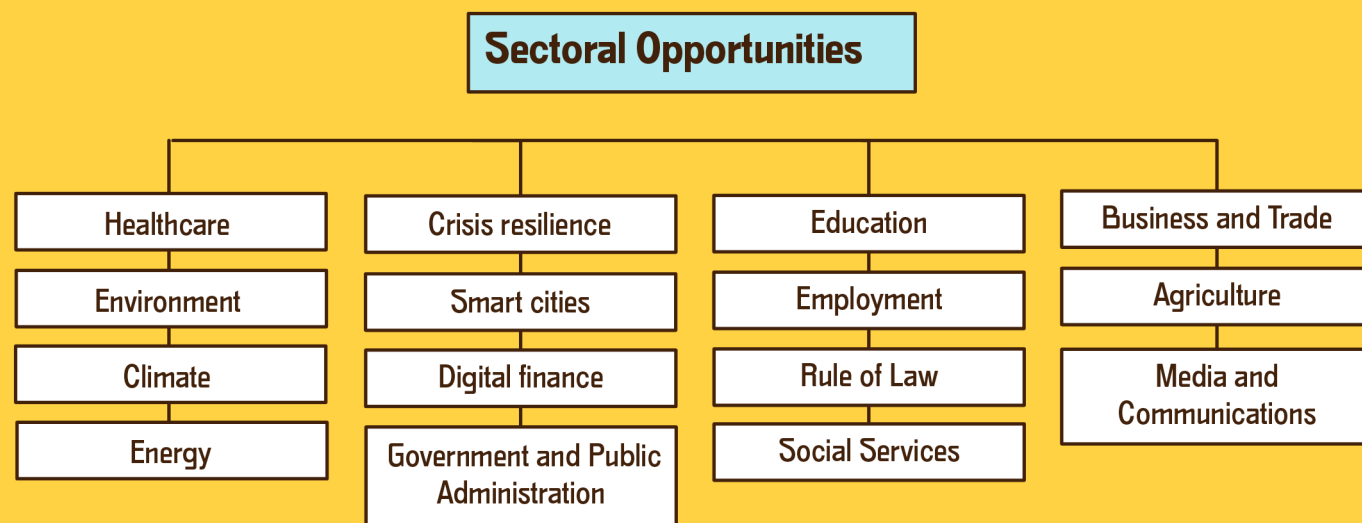 Sectoral Opportunities
Healthcare
Environment
Climate
Energy
Crisis resilience
Smart cities
Digital finance
Government and Public
Administration
Education
Employment
Rule of Law
Social Services
Business and Trade
Agriculture
Media and
Communications